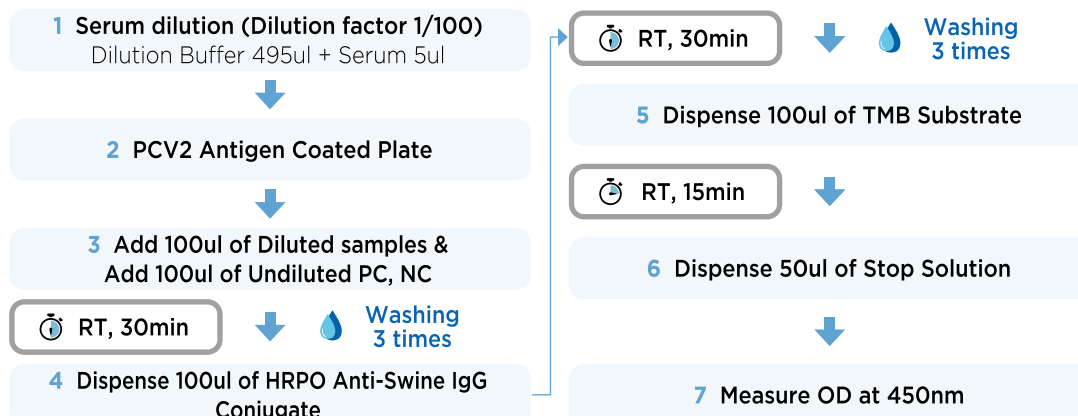 1 Serum dilution (Dilution factor 1/100)
Dilution Buffer 495ul + Serum 5ul
2 PCV2 Antigen Coated Plate
3 Add 100ul of Diluted samples &
Add 100ul of Undiluted PC, NC
RT, 30min
Washing
3 times
4 Dispense 100ul of HRPO Anti-Swine IgG
Conjugate
RT, 30min
Washing
3 times
5 Dispense 100ul of TMB Substrate
RT, 15min
6 Dispense 50ul of Stop Solution
7 Measure OD at 450nm